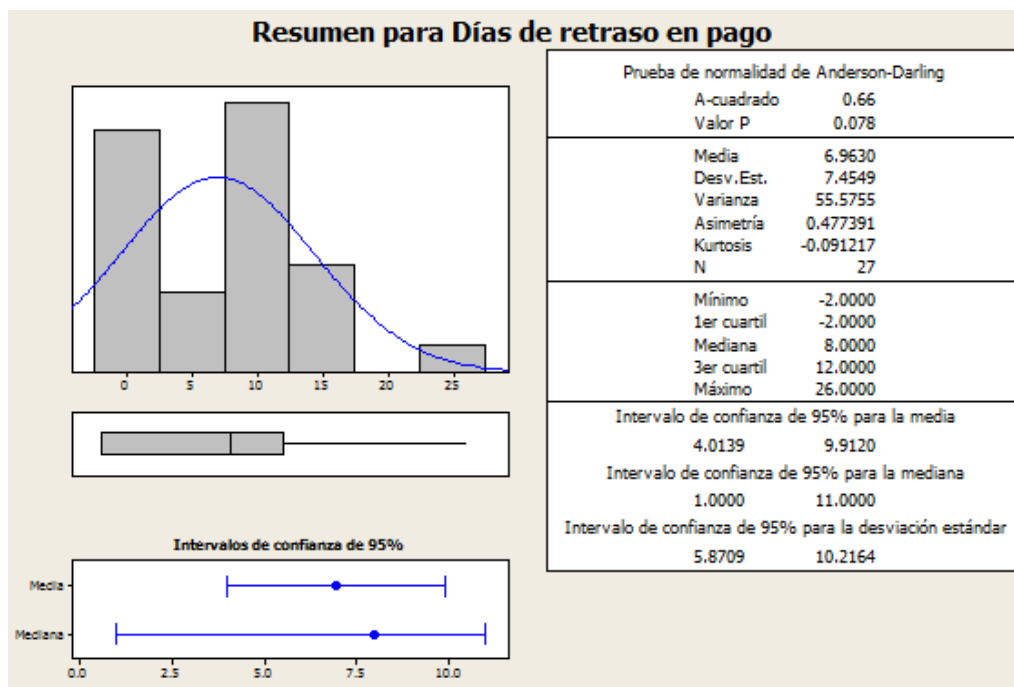 Resumen para Días de retraso en pago
0 5 10 15 20 25
Intervalos de confianza de 95%
Media
Mediana
0.0 2.5 5.0 7.5 10.0
Prueba de normalidad de Anderson-Darling
A-cuadrado 0.66
Valor P 0.078
Media 6.9630
Desv.Est. 7.4549
Varianza 55.5755
Asimetría 0.477391
Kurtosis -0.091217
N 27
Mínimo -2.0000
1er cuartil -2.0000
Mediana 8.0000
3er cuartil 12.0000
Máximo 26.0000
Intervalo de confianza de 95% para la media
4.0139 9.9120
Intervalo de confianza de 95% para la mediana
1.0000 11.0000
Intervalo de confianza de 95% para la desviación estándar
5.8709 10.2164